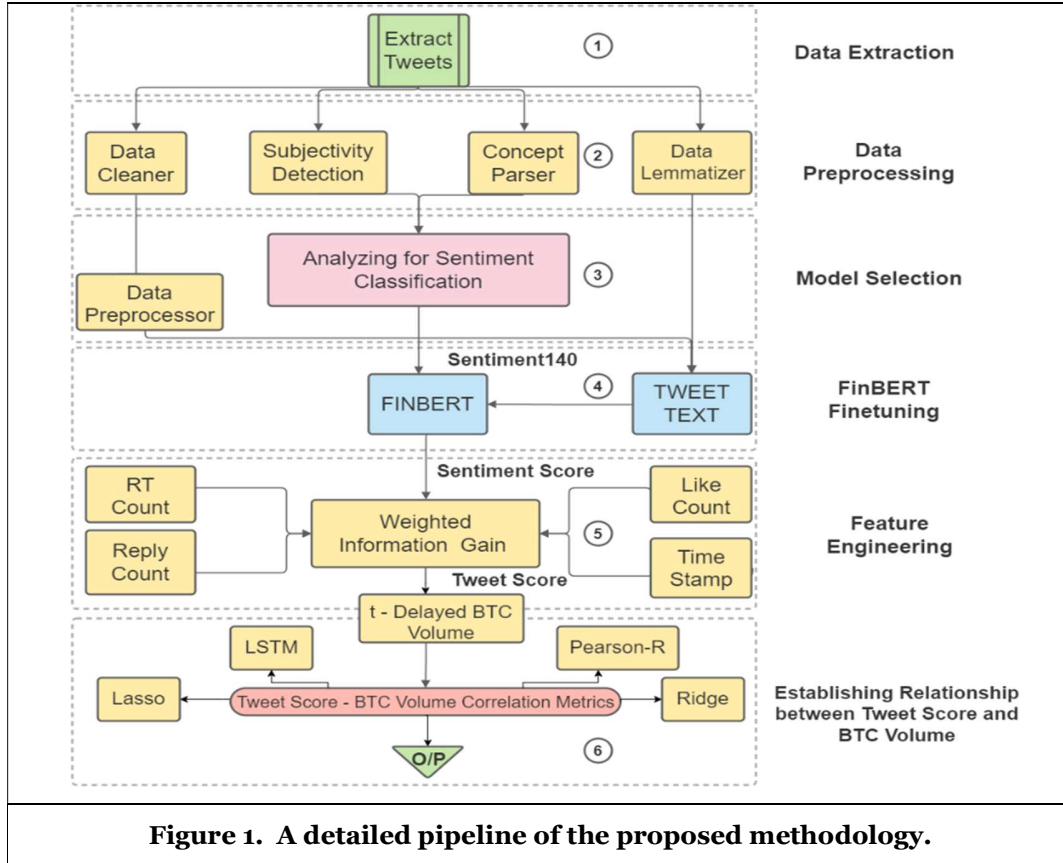 Extract
Tweets
1
Data Extraction
Data
Cleaner
Subjectivity
Detection
Concept
Parser
2
Data
Lemmatizer
Data
Preprocessing
Analyzing for Sentiment
Classification
3
Model Selection
Data
Preprocessor
Sentiment140
FINBERT
4
TWEET
TEXT
FinBERT
Finetuning
Sentiment Score
RT
Count
Like
Count
Weighted
Information Gain
5
Feature
Engineering
Reply
Count
Time
Stamp
Tweet Score
t - Delayed BTC
Volume
LSTM
Pearson-R
Lasso
Tweet Score - BTC Volume Correlation Metrics
Ridge
Establishing Relationship
between Tweet Score and
BTC Volume
O/P
6
Figure 1. A detailed pipeline of the proposed methodology.